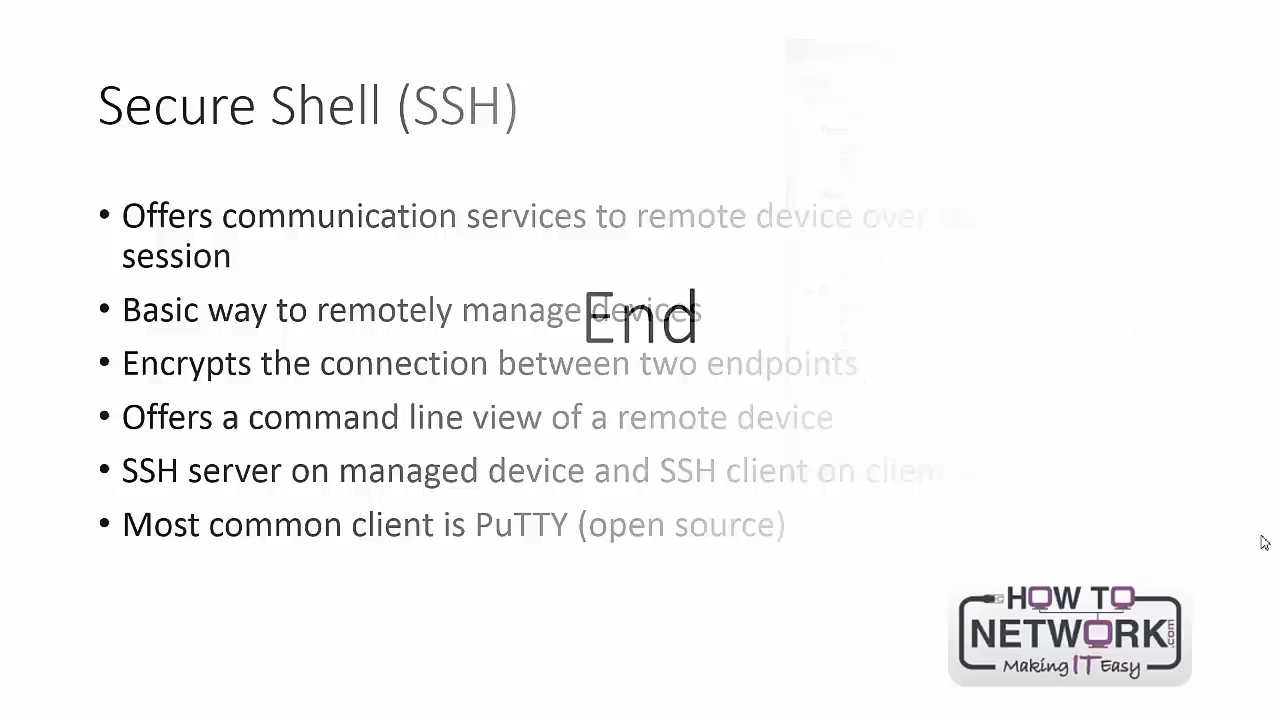 Secure Shell (SSH)
• Offers communication services to remote device over
session
• Basic way to remotely manage devices
End
• Encrypts the connection between two endpoints
• Offers a command line view of a remote device
• SSH server on managed device and SSH client on client
• Most common client is PuTTY (open source)
HOW TO
NETWORK.com
Making IT Easy